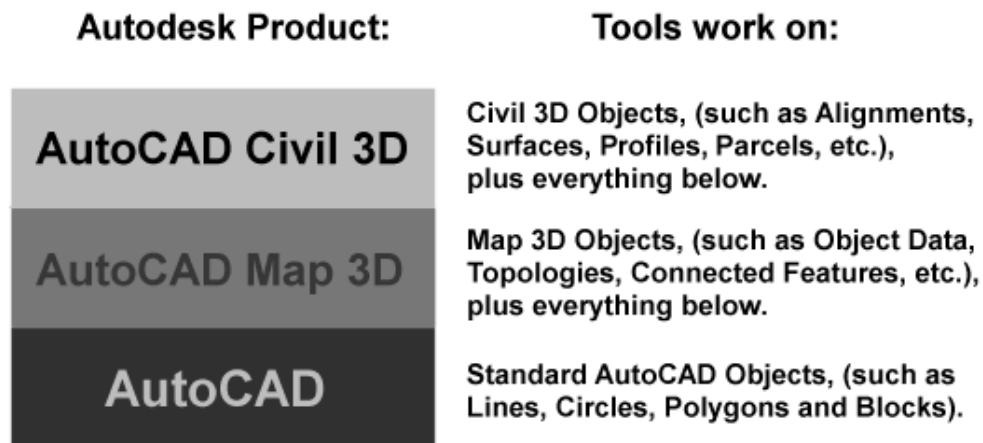 Autodesk Product:
Tools work on:
AutoCAD Civil 3D
Civil 3D Objects, (such as Alignments,
Surfaces, Profiles, Parcels, etc.),
plus everything below.
AutoCAD Map 3D
Map 3D Objects, (such as Object Data,
Topologies, Connected Features, etc.),
plus everything below.
AutoCAD
Standard AutoCAD Objects, (such as
Lines, Circles, Polygons and Blocks).